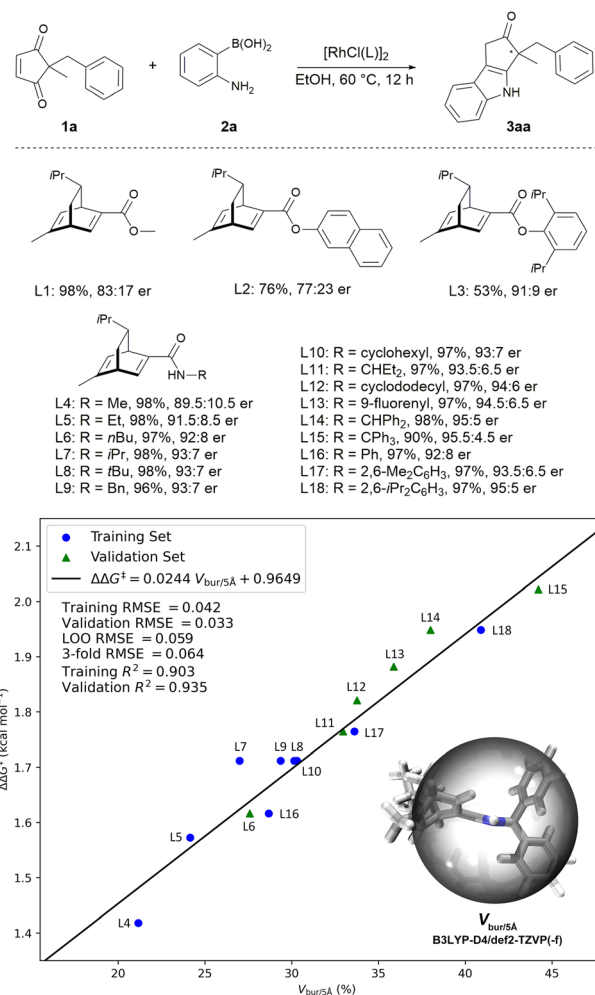 O
O
1a
+
B(OH)2
NH2
2a
[RhCl(L)]2
EtOH, 60 °C, 12 h
O
*
NH
3aa
iPr
O
O
Me
L1: 98%, 83:17 er
iPr
O
O
Me
L2: 76%, 77:23 er
iPr
O
O
iPr
iPr
Me
L3: 53%, 91:9 er
iPr
O
HN
R
Me
L4: R = Me, 98%, 89.5:10.5 er
L5: R = Et, 98%, 91.5:8.5 er
L6: R = nBu, 97%, 92:8 er
L7: R = iPr, 98%, 93:7 er
L8: R = tBu, 98%, 93:7 er
L9: R = Bn, 96%, 93:7 er
L10: R = cyclohexyl, 97%, 93:7 er
L11: R = CHEt2, 97%, 93.5:6.5 er
L12: R = cyclododecyl, 97%, 94:6 er
L13: R = 9-fluorenyl, 97%, 94.5:6.5 er
L14: R = CHPh2, 98%, 95:5 er
L15: R = CPh3, 90%, 95.5:4.5 er
L16: R = Ph, 97%, 92:8 er
L17: R = 2,6-Me2C6H3, 97%, 93.5:6.5 er
L18: R = 2,6-iPr2C6H3, 97%, 95:5 er
Training Set
Validation Set
ΔΔG‡ = 0.0244 Vbur/5Å + 0.9649
Training RMSE = 0.042
Validation RMSE = 0.033
LOO RMSE = 0.059
3-fold RMSE = 0.064
Training R² = 0.903
Validation R² = 0.935
2.1
2.0
1.9
1.8
1.7
1.6
1.5
1.4
ΔΔG‡ (kcal mol⁻¹)
L15
L14
L18
L13
L12
L11
L17
L7
L9
L8
L10
L6
L16
L5
L4
Vbur/5Å
B3LYP-D4/def2-TZVP(-f)
20
25
30
35
40
45
Vbur/5Å (%)